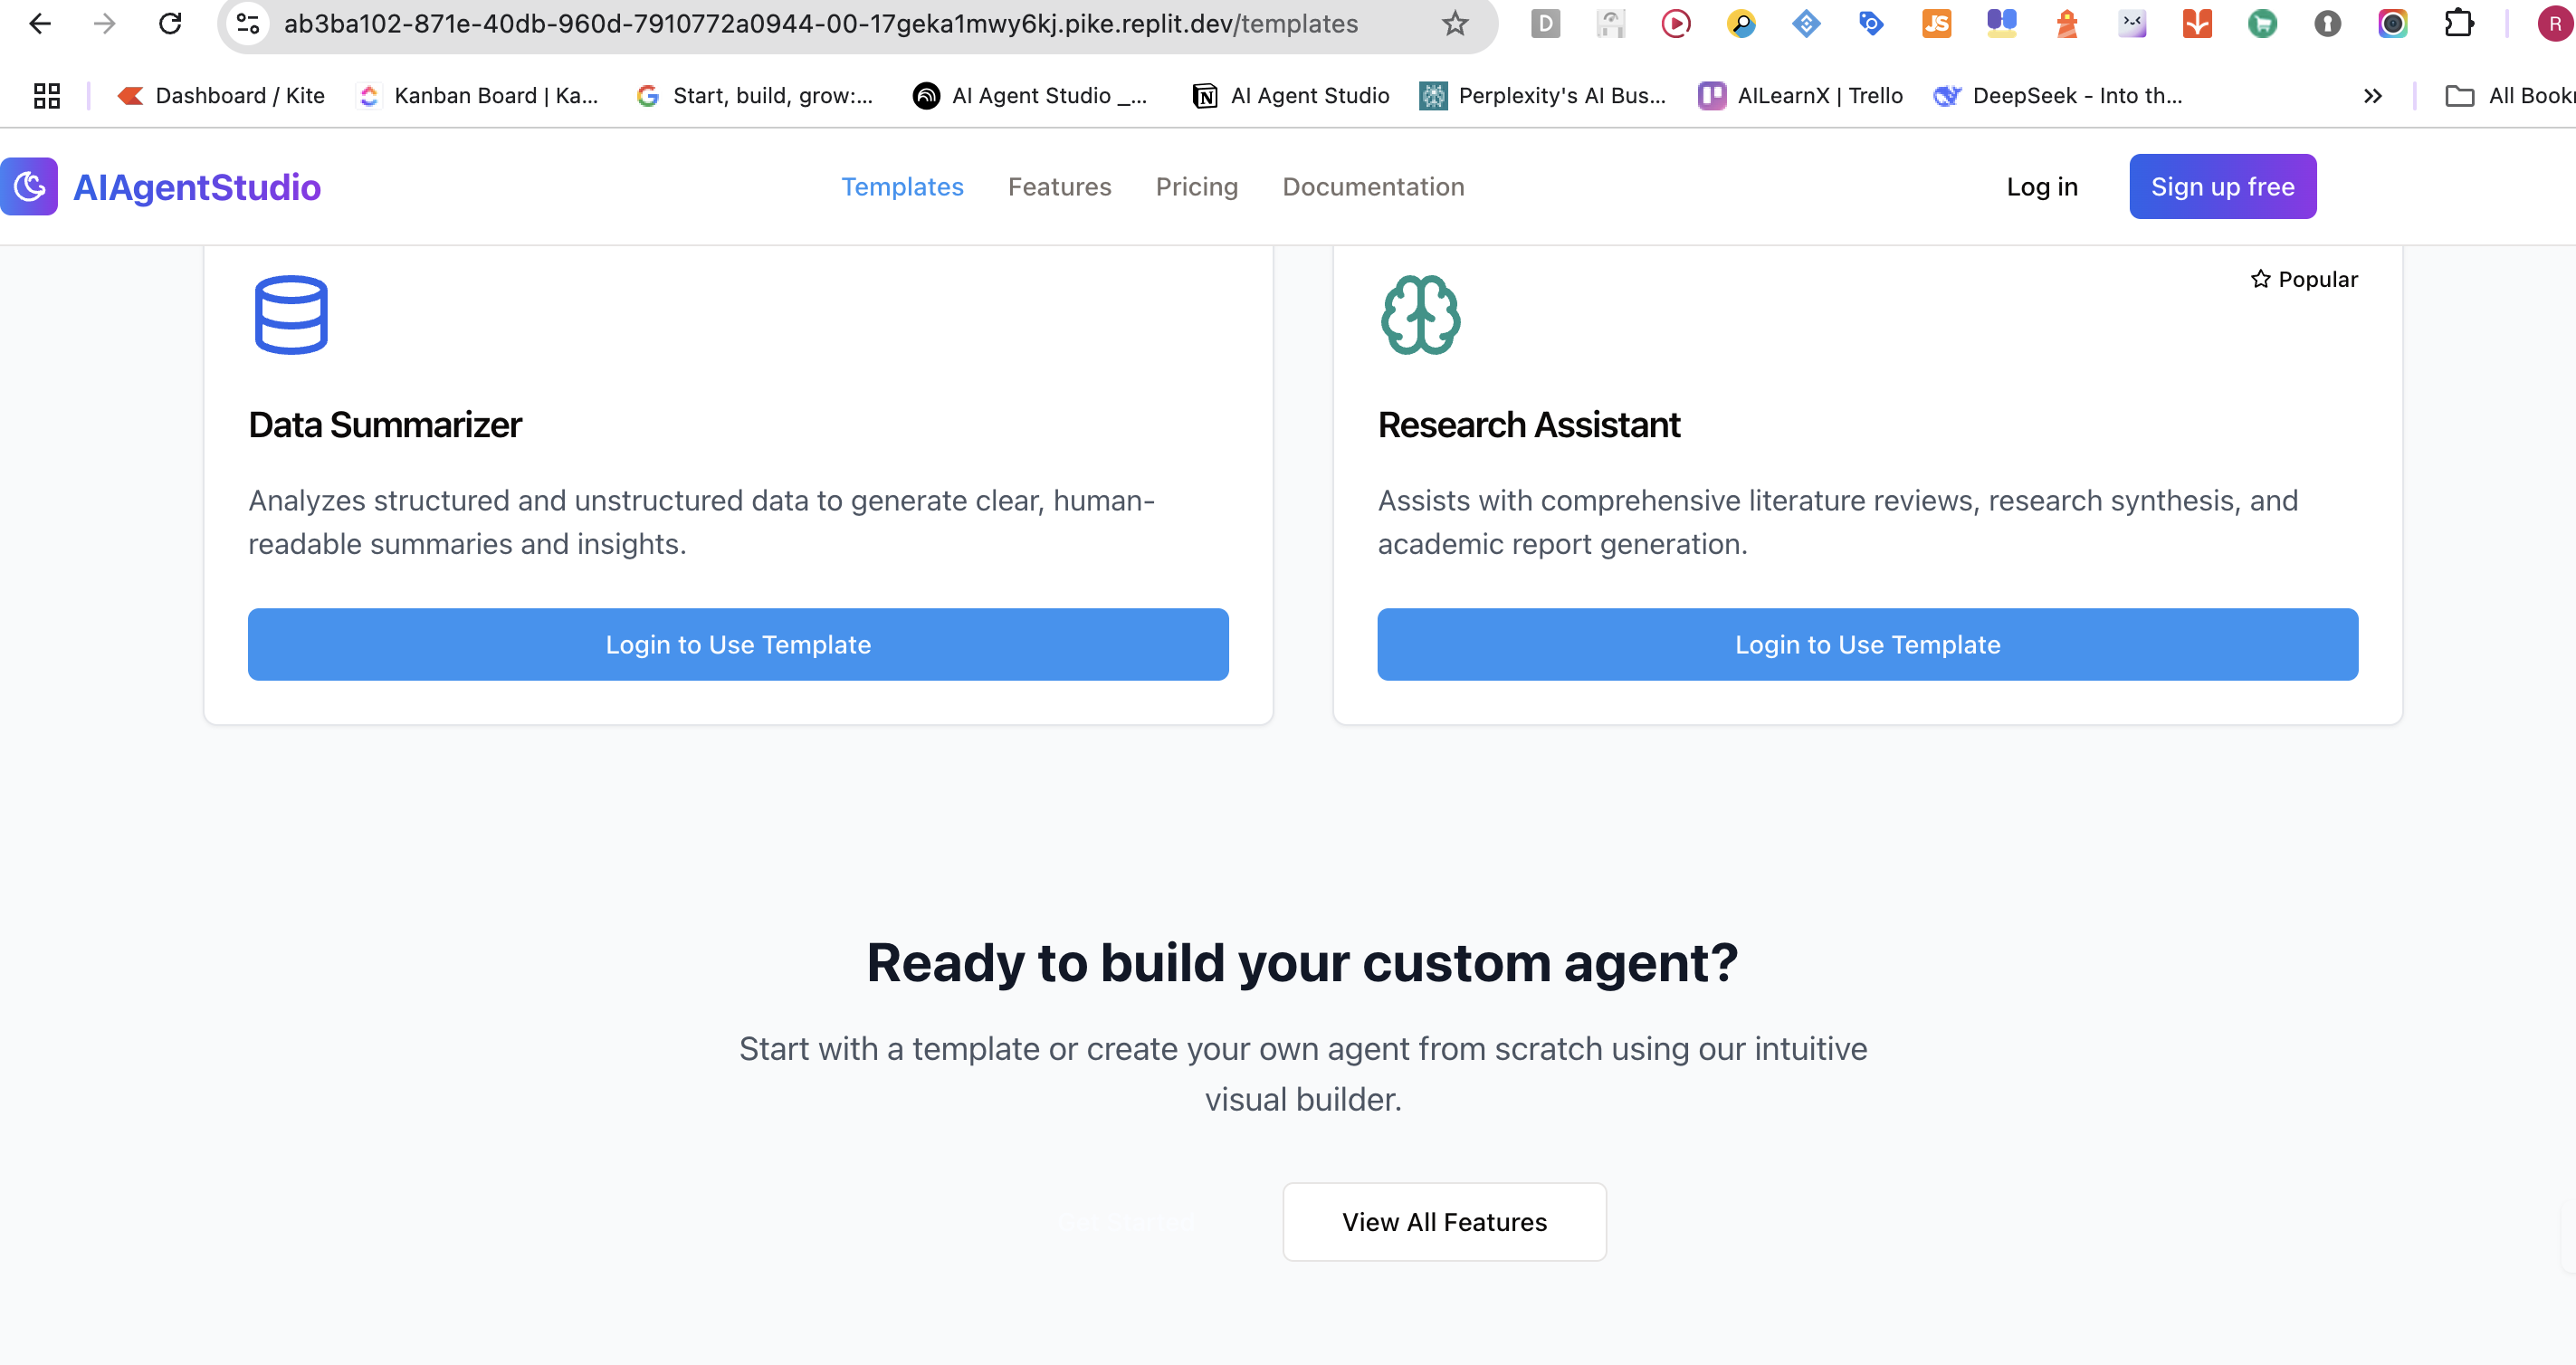 ab3ba102-871e-40db-960d-7910772a0944-00-17geka1mwy6kj.pike.replit.dev/templates
D
JS
R
Dashboard / Kite
Kanban Board | Ka...
Start, build, grow:...
AI Agent Studio _...
AI Agent Studio
Perplexity's AI Bus...
AILearnX | Trello
DeepSeek - Into th...
All Book
AIAgentStudio
Templates
Features
Pricing
Documentation
Log in
Sign up free
Popular
Data Summarizer
Analyzes structured and unstructured data to generate clear, human-
readable summaries and insights.
Login to Use Template
Research Assistant
Assists with comprehensive literature reviews, research synthesis, and
academic report generation.
Login to Use Template
Ready to build your custom agent?
Start with a template or create your own agent from scratch using our intuitive
visual builder.
View All Features